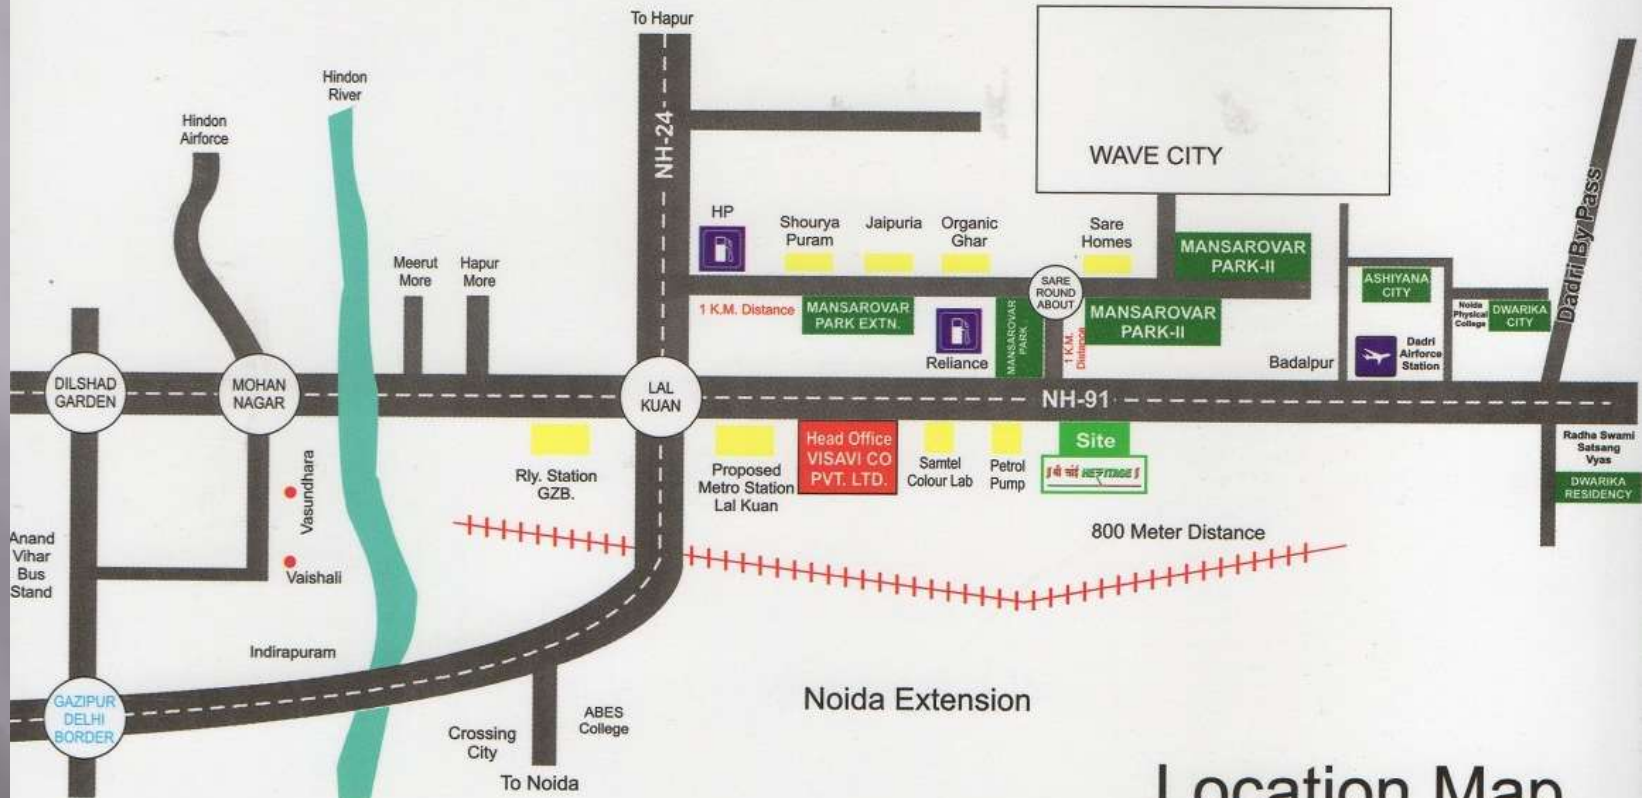 To Hapur
Hindon
River
Hindon
Airforce
NH-24
WAVE CITY
Dadri By Pass
HP
Shourya
Puram
Jaipuria
Organic
Ghar
Sare
Homes
MANSAROVAR
PARK-II
Meerut
More
Hapur
More
SARE
ROUND
ABOUT
ASHIYANA
CITY
1 K.M. Distance
MANSAROVAR
PARK EXTN.
Reliance
MANSAROVAR
PARK
1 K.M.
Distance
MANSAROVAR
PARK-II
Noida
Physical
College
DWARIKA
CITY
Badalpur
Dadri
Airforce
Station
DILSHAD
GARDEN
MOHAN
NAGAR
LAL
KUAN
NH-91
Rly. Station
GZB.
Proposed
Metro Station
Lal Kuan
Head Office
VISAVI CO
PVT. LTD.
Samtel
Colour Lab
Petrol
Pump
Site
श्री साईं HERITAGE
Radha Swami
Satsang
Vyas
DWARIKA
RESIDENCY
Vasundhara
Vaishali
Anand
Vihar
Bus
Stand
800 Meter Distance
Indirapuram
GAZIPUR
DELHI
BORDER
Noida Extension
ABES
College
Crossing
City
To Noida
Location Map